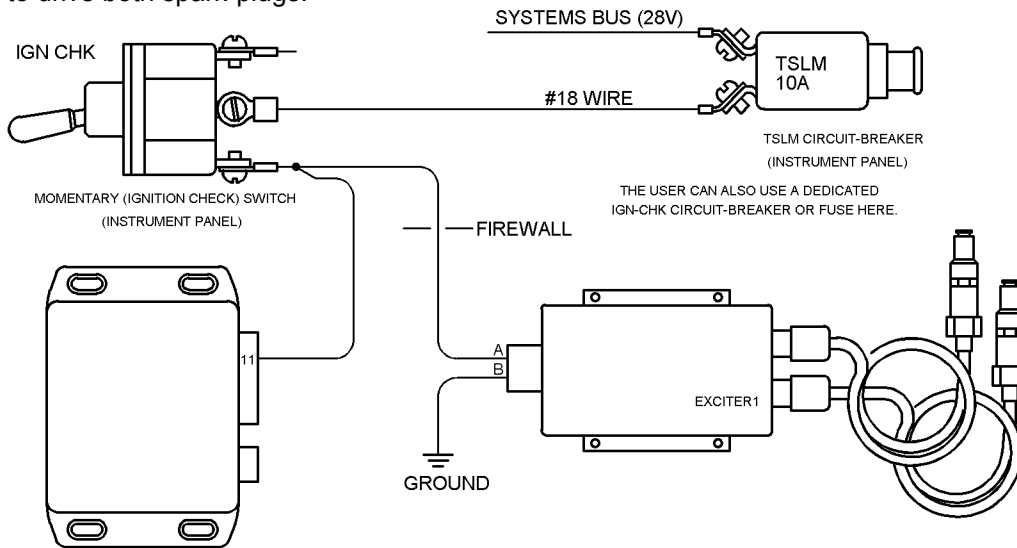 to drive both spark plugs.
SYSTEMS BUS (28V)
IGN CHK
TSLM
10A
#18 WIRE
TSLM CIRCUIT-BREAKER
(INSTRUMENT PANEL)
MOMENTARY (IGNITION CHECK) SWITCH
(INSTRUMENT PANEL)
THE USER CAN ALSO USE A DEDICATED
IGN-CHK CIRCUIT-BREAKER OR FUSE HERE.
FIREWALL
11
A
B
EXCITER1
GROUND